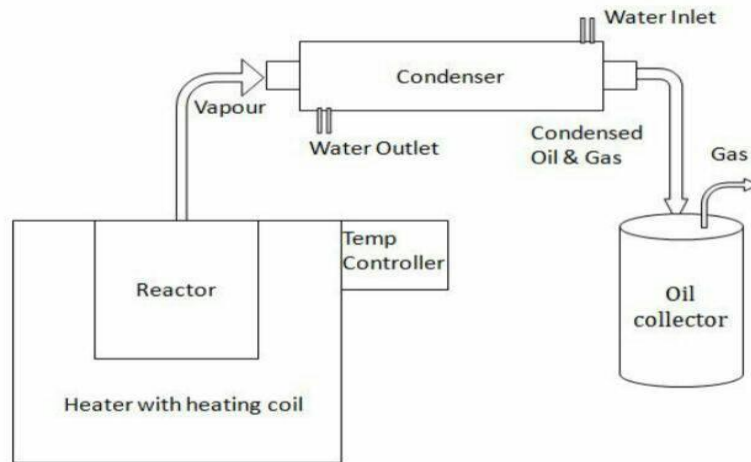 Water Inlet
Condenser
Vapour
Water Outlet
Condensed
Oil & Gas
Gas
Temp
Controller
Reactor
Oil
collector
Heater with heating coil